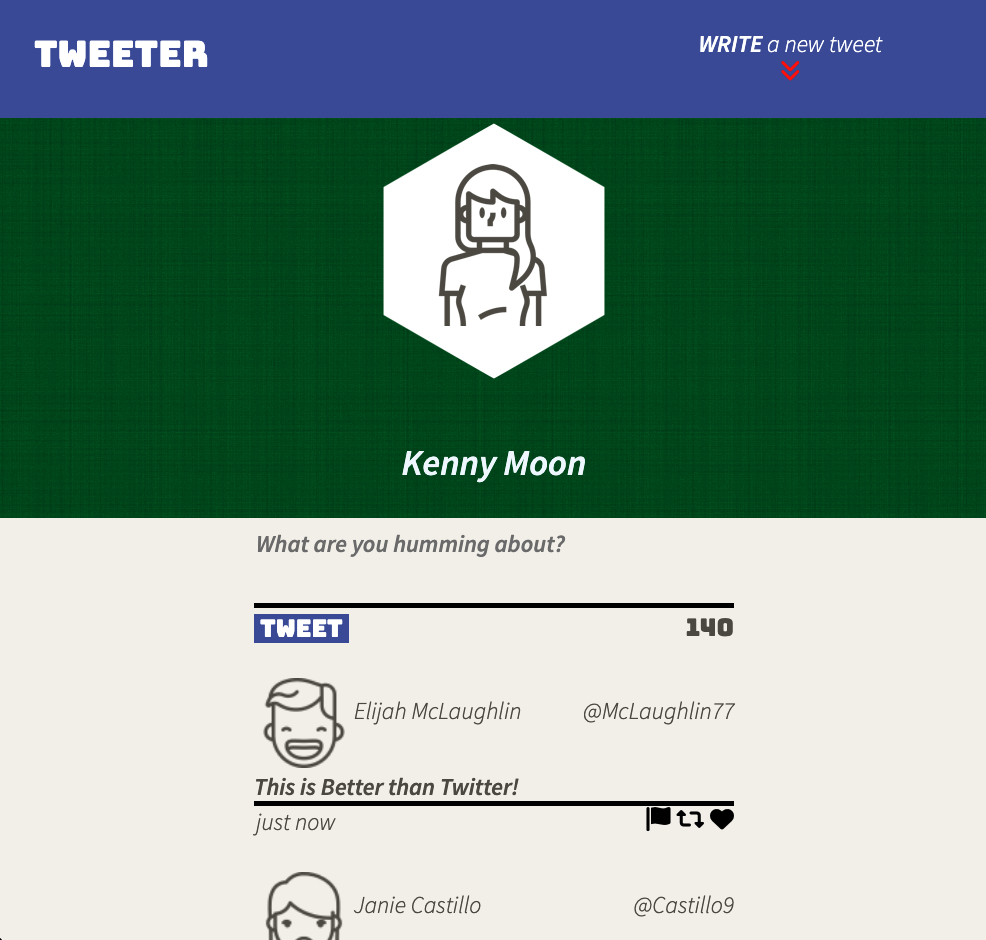 TWEETER
WRITE a new tweet
Kenny Moon
What are you humming about?
TWEET 140
Elijah McLaughlin @McLaughlin77
This is Better than Twitter!
just now
Janie Castillo @Castillo9